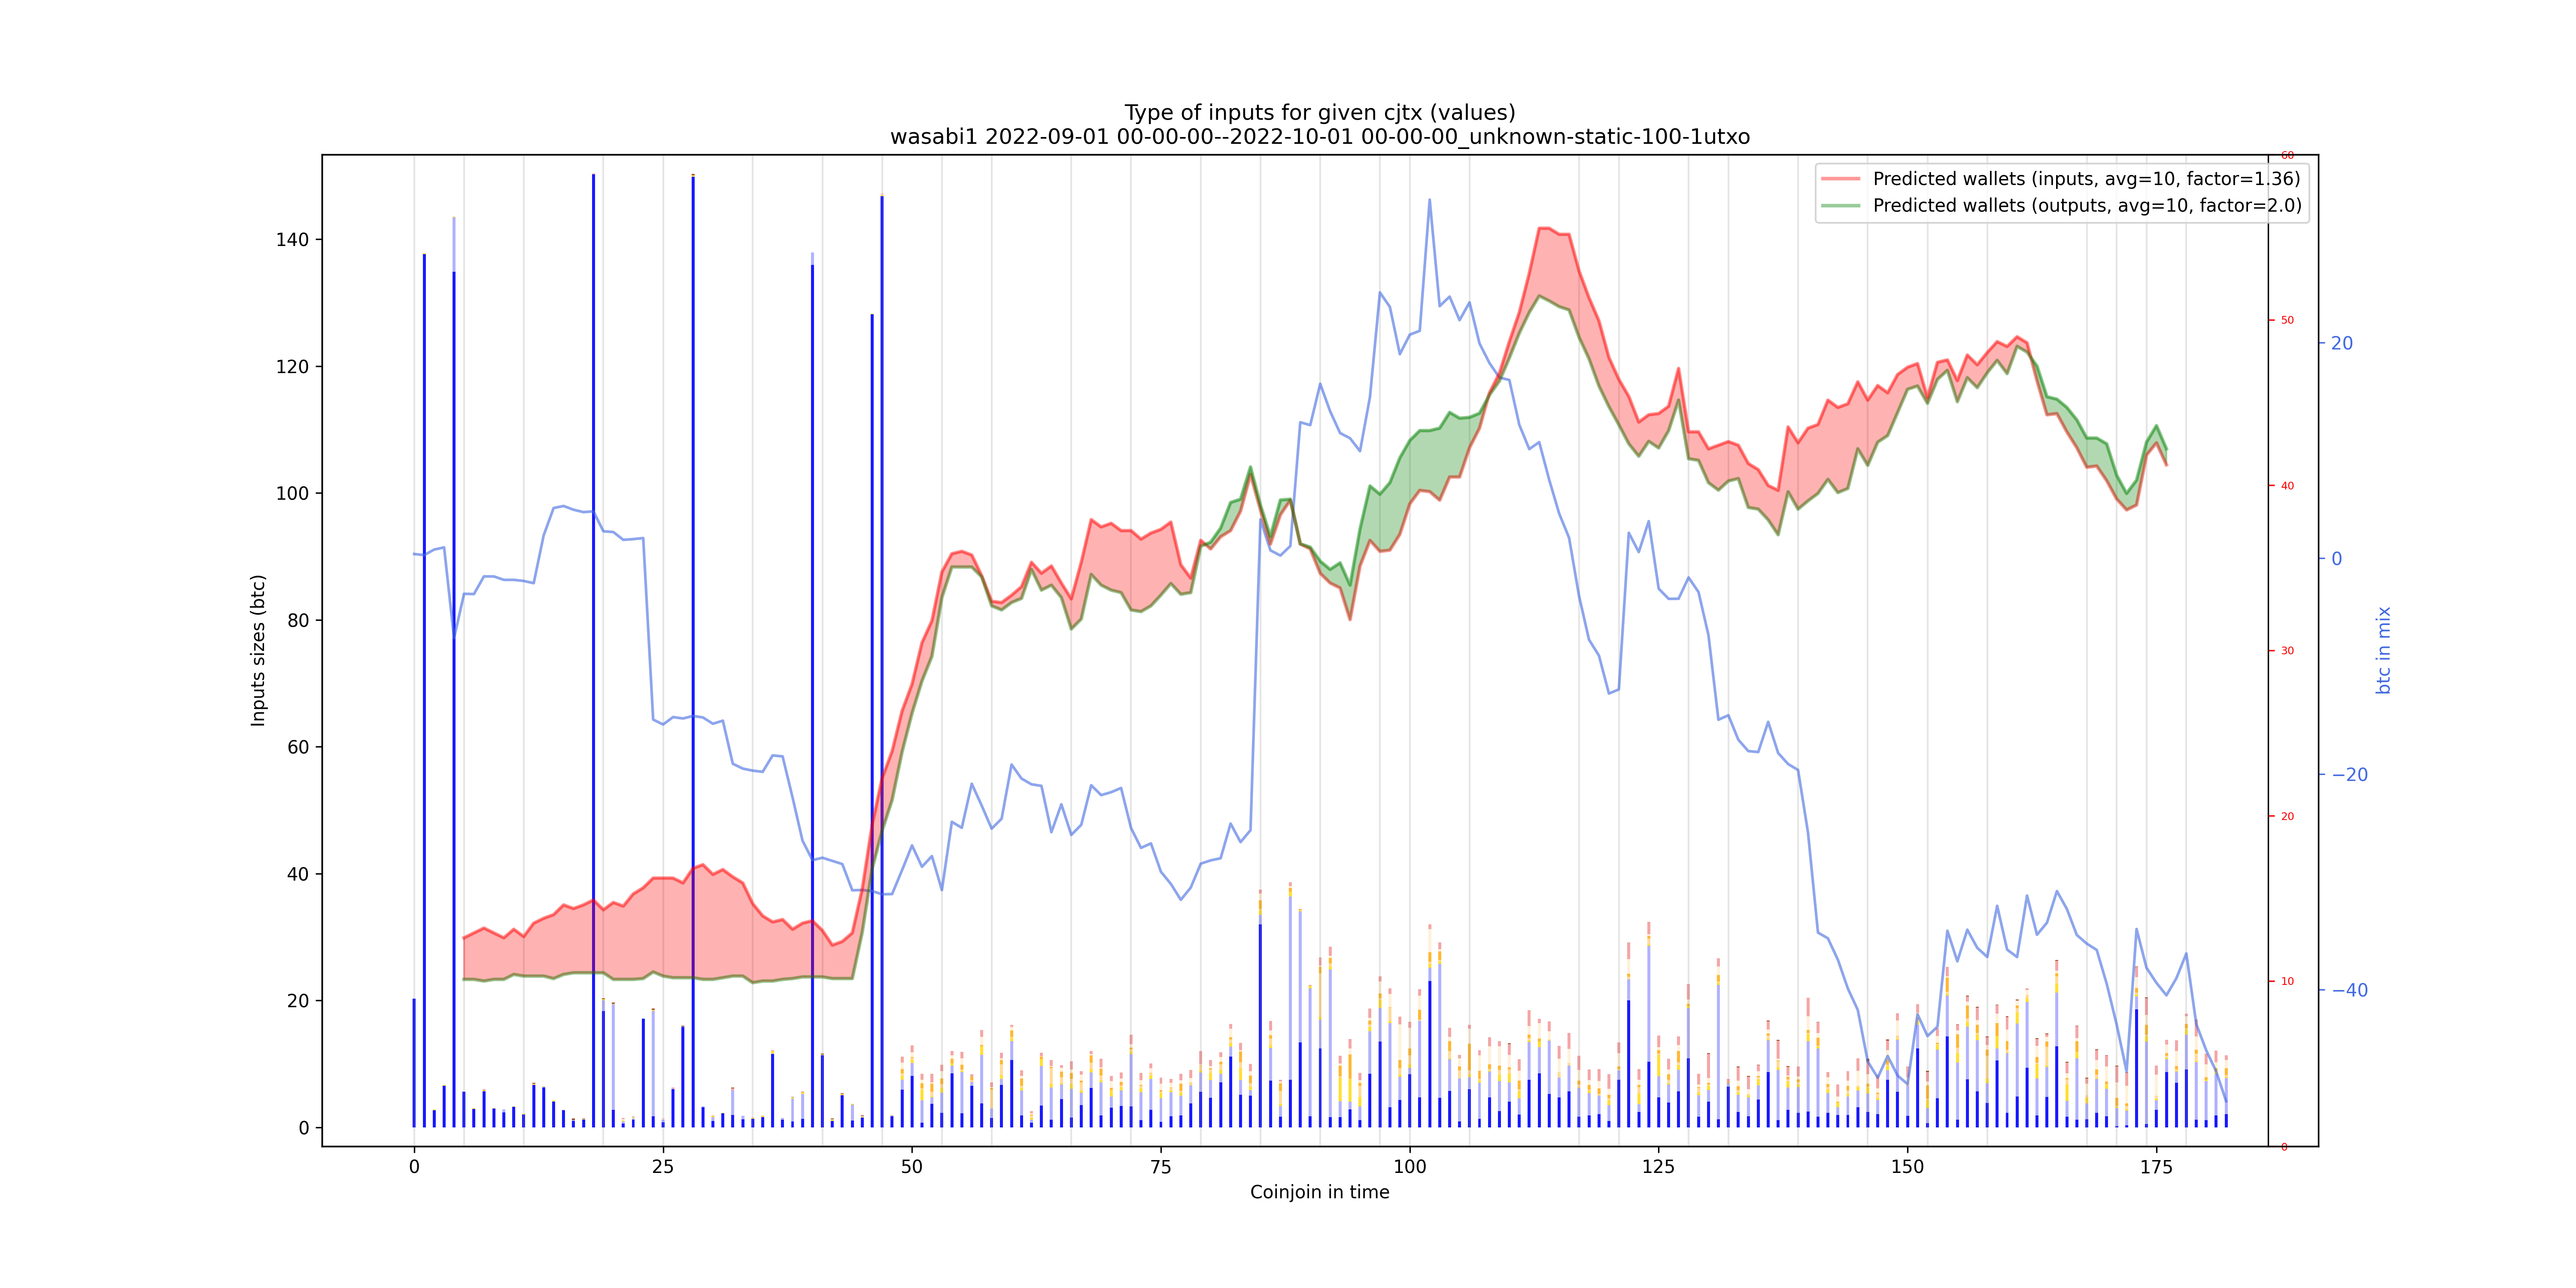 Type of inputs for given cjtx (values)
wasabi1 2022-09-01 00-00-00--2022-10-01 00-00-00_unknown-static-100-1utxo
Predicted wallets (inputs, avg=10, factor=1.36)
Predicted wallets (outputs, avg=10, factor=2.0)
Inputs sizes (btc)
140
120
100
80
60
40
20
0
60
50
40
30
20
10
0
20
0
−20
−40
btc in mix
0 25 50 75 100 125 150 175
Coinjoin in time